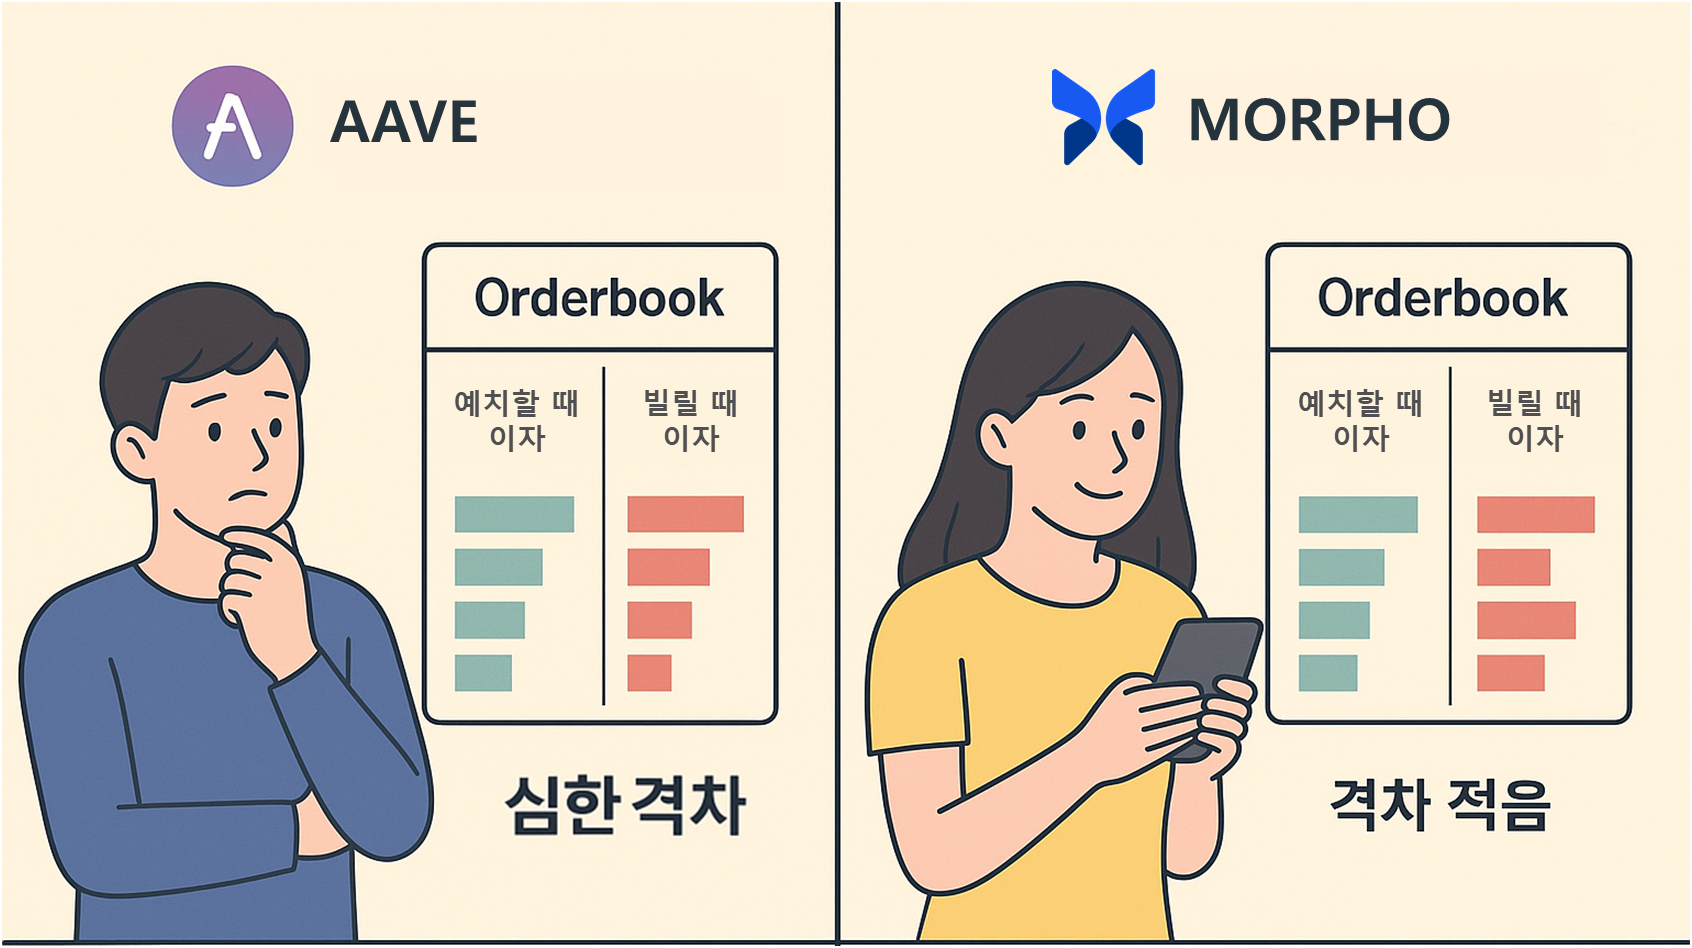 AAVE
Orderbook
예치할 때
이자
빌릴 때
이자
심한 격차
MORPHO
Orderbook
예치할 때
이자
빌릴 때
이자
격차 적음